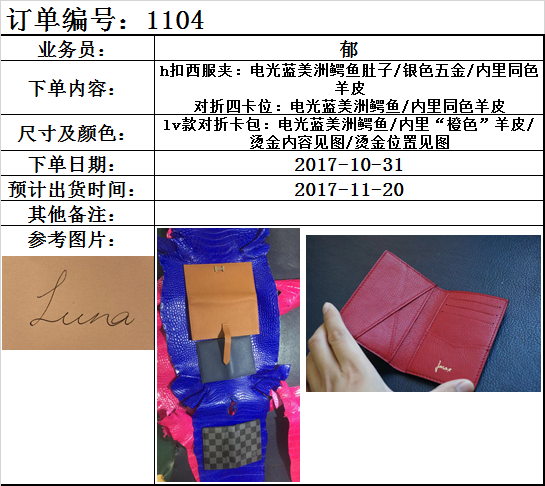 订单编号：1104
业务员：
郁
下单内容：
h扣西服夹：电光蓝美洲鳄鱼肚子/银色五金/内里同色
羊皮
对折四卡位：电光蓝美洲鳄鱼/内里同色羊皮
尺寸及颜色：
lv款对折卡包：电光蓝美洲鳄鱼/内里“橙色”羊皮/
烫金内容见图/烫金位置见图
下单日期：
2017-10-31
预计出货时间：
2017-11-20
其他备注：
参考图片：
Luna
Luna